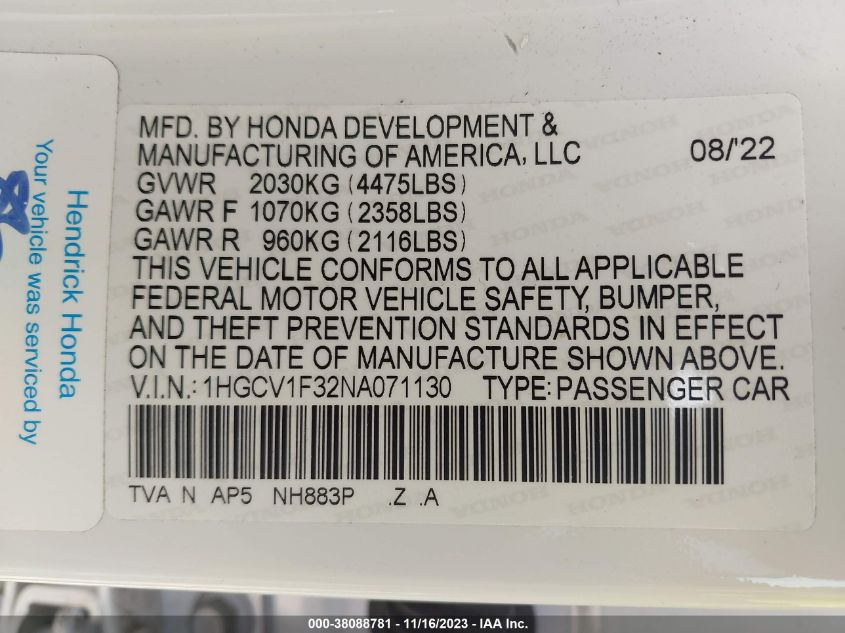 MFD. BY HONDA DEVELOPMENT &
MANUFACTURING OF AMERICA, LLC 08/'22
GVWR 2030KG (4475LBS)
GAWR F 1070KG (2358LBS)
GAWR R 960KG (2116LBS)
THIS VEHICLE CONFORMS TO ALL APPLICABLE
FEDERAL MOTOR VEHICLE SAFETY, BUMPER,
AND THEFT PREVENTION STANDARDS IN EFFECT
ON THE DATE OF MANUFACTURE SHOWN ABOVE.
V.I.N.: 1HGCV1F32NA071130 TYPE: PASSENGER CAR
TVA N AP5 NH883P .Z .A
Your vehicle was serviced by
Hendrick Honda
000-38088781 - 11/16/2023 - IAA Inc.